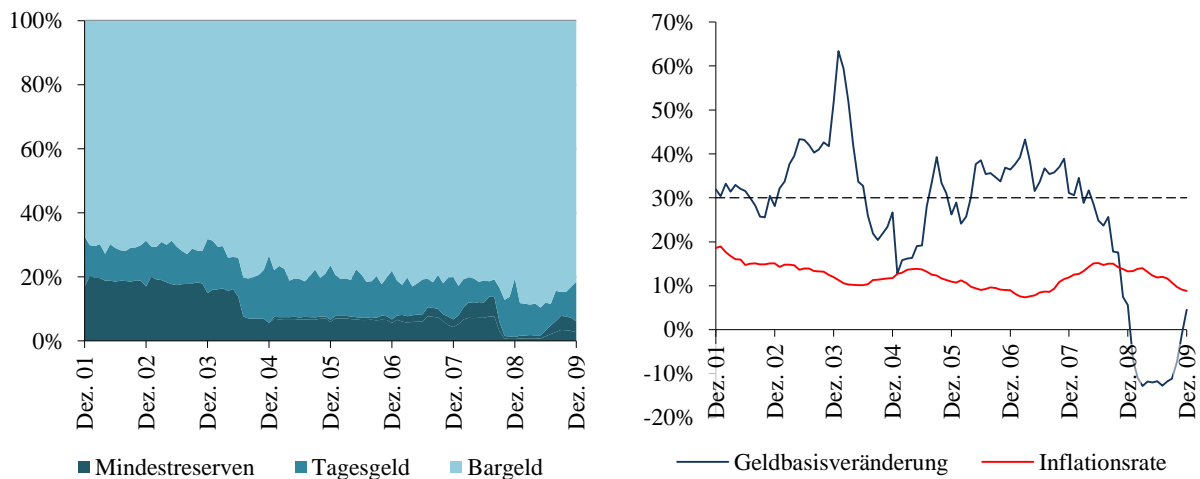 100%
80%
60%
40%
20%
0%
Dez. 01
Dez. 02
Dez. 03
Dez. 04
Dez. 05
Dez. 06
Dez. 07
Dez. 08
Dez. 09
Mindestreserven
Tagesgeld
Bargeld
70%
60%
50%
40%
30%
20%
10%
0%
-10%
-20%
Dez. 01
Dez. 02
Dez. 03
Dez. 04
Dez. 05
Dez. 06
Dez. 07
Dez. 08
Dez. 09
Geldbasisveränderung
Inflationsrate